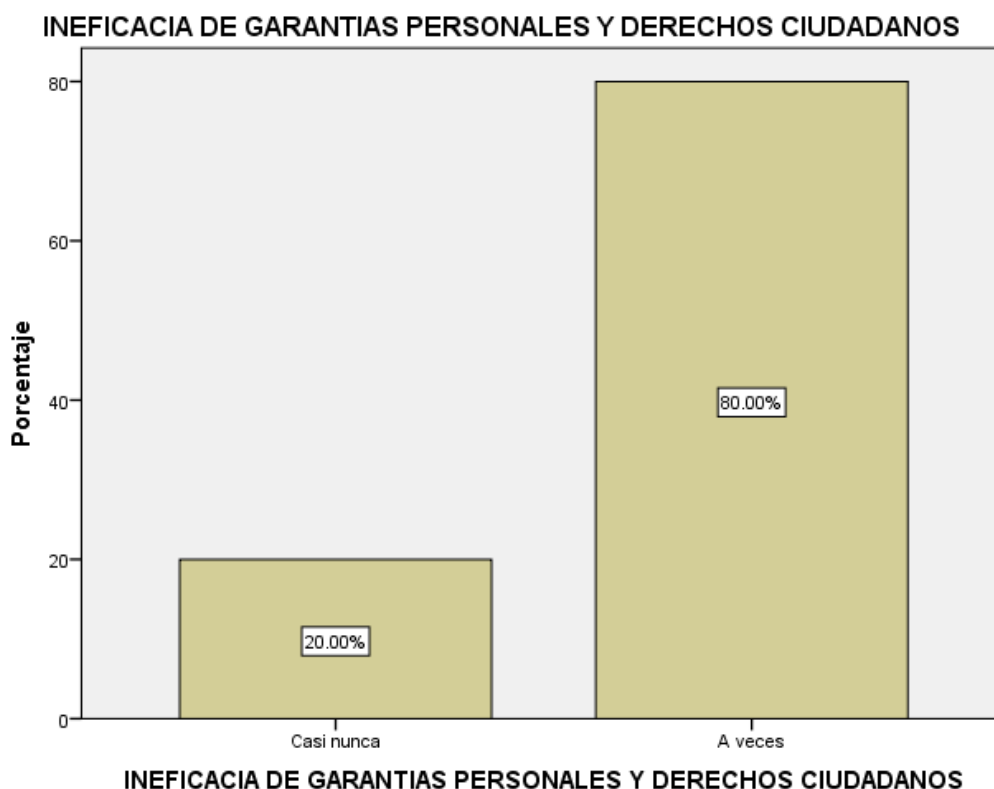 INEFICACIA DE GARANTIAS PERSONALES Y DERECHOS CIUDADANOS
Porcentaje
80
60
40
20
0
20.00%
80.00%
Casi nunca
A veces
INEFICACIA DE GARANTIAS PERSONALES Y DERECHOS CIUDADANOS